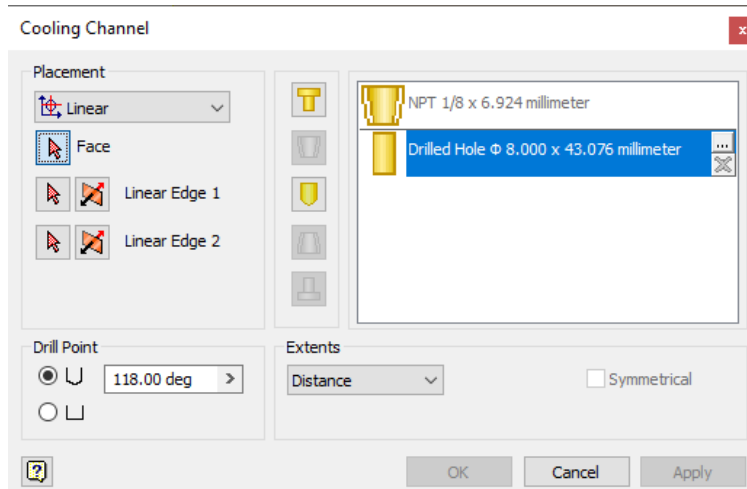 Cooling Channel
x
Placement
Linear
Face
Linear Edge 1
Linear Edge 2
NPT 1/8 x 6.924 millimeter
Drilled Hole Φ 8.000 x 43.076 millimeter
...
Drill Point
118.00 deg >
Extents
Distance
Symmetrical
?
OK
Cancel
Apply